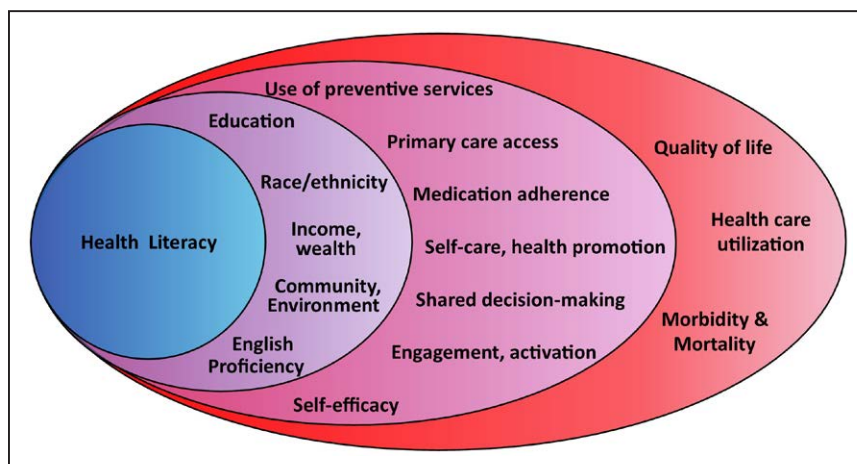 Health Literacy
Education
Race/ethnicity
Income,
wealth
Community,
Environment
English
Proficiency
Use of preventive services
Primary care access
Medication adherence
Self-care, health promotion
Shared decision-making
Engagement, activation
Self-efficacy
Quality of life
Health care
utilization
Morbidity &
Mortality